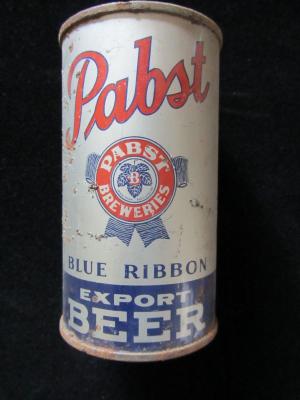 Pabst
PABST
B
BREWERIES
BLUE RIBBON
EXPORT
BEER